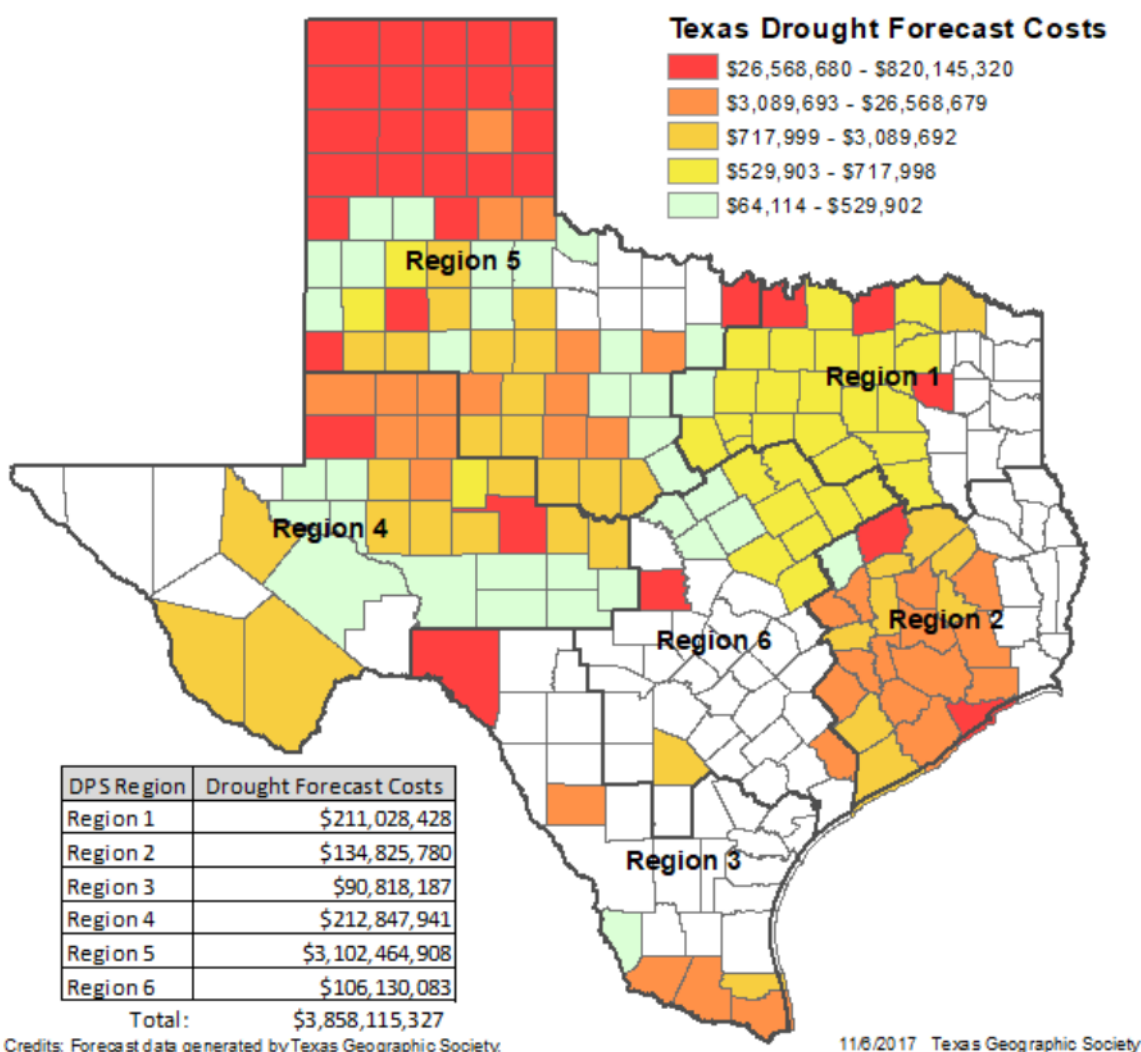 Texas Drought Forecast Costs
$26,568,680 - $820,145,320
$3,089,693 - $26,568,679
$717,999 - $3,089,692
$529,903 - $717,998
$64,114 - $529,902
Region 5
Region 1
Region 4
Region 2
Region 6
Region 3
DPS Region Drought Forecast Costs
Region 1 $211,028,428
Region 2 $134,825,780
Region 3 $90,818,187
Region 4 $212,847,941
Region 5 $3,102,464,908
Region 6 $106,130,083
Total: $3,858,115,327
Credits: Forecast data generated by Texas Geographic Society.
11/6/2017 Texas Geographic Society